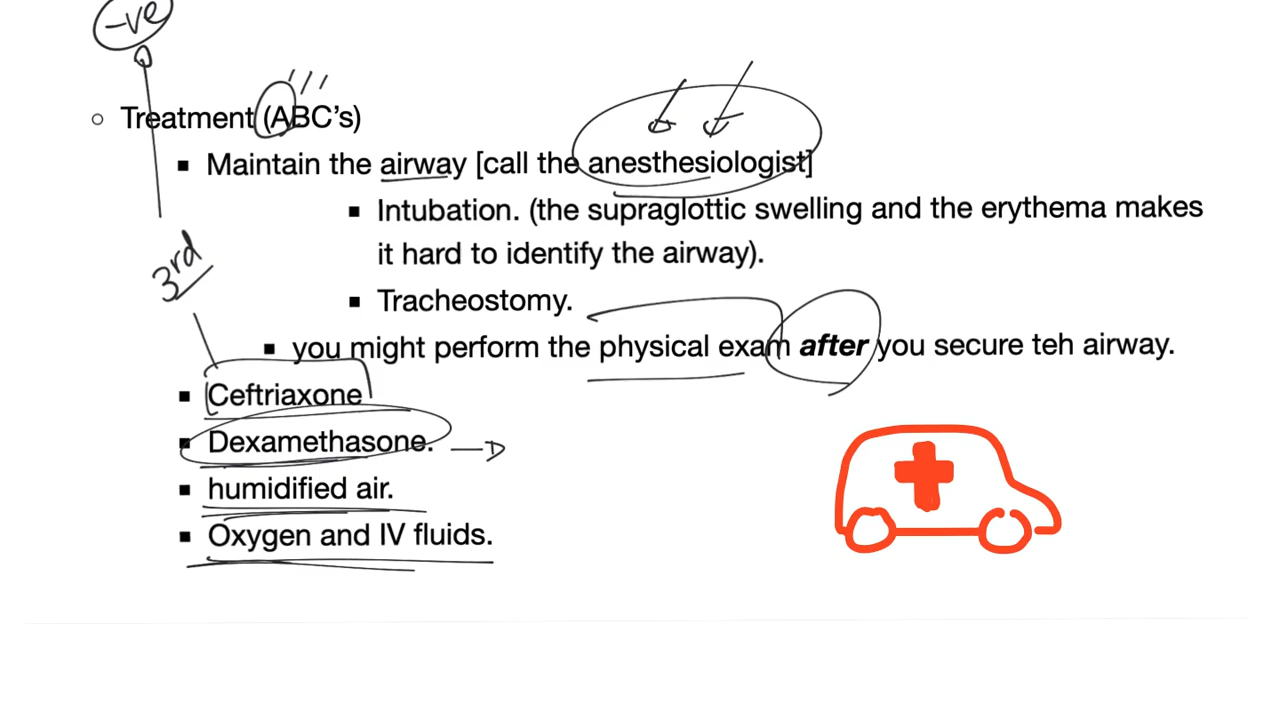 -ve
Treatment (ABC's)
Maintain the airway [call the anesthesiologist]
Intubation. (the supraglottic swelling and the erythema makes
it hard to identify the airway).
3rd
Tracheostomy.
you might perform the physical exam after you secure teh airway.
Ceftriaxone
Dexamethasone.
humidified air.
Oxygen and IV fluids.